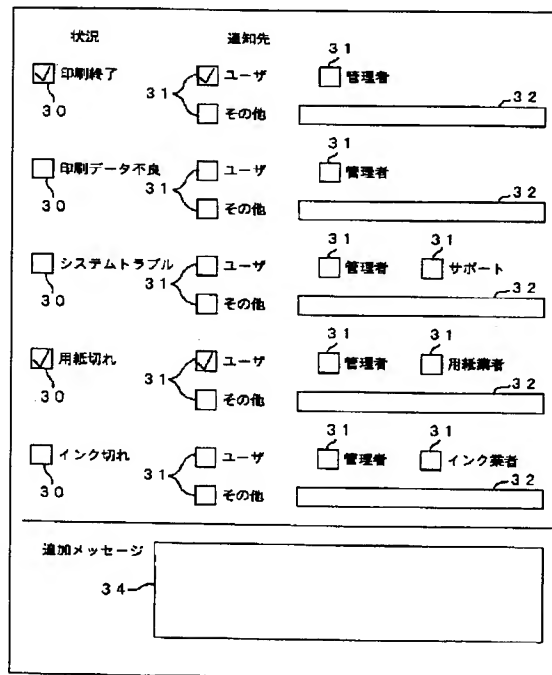 状況 通知先
31
印刷終了 ユーザ 管理者
31
30 32
その他
31
印刷データ不良 ユーザ 管理者
31
30 32
その他
31 31
システムトラブル ユーザ 管理者 サポート
31
30 32
その他
31 31
用紙切れ ユーザ 管理者 用紙業者
31
30 32
その他
31 31
インク切れ ユーザ 管理者 インク業者
31
30 32
その他
追加メッセージ
34